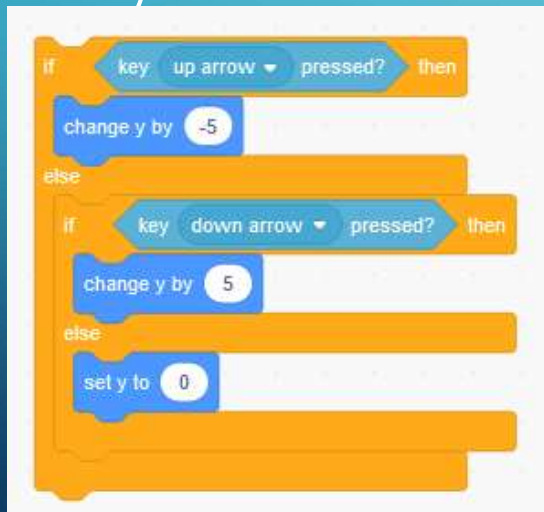 if key up arrow pressed? then
change y by -5
else
if key down arrow pressed? then
change y by 5
else
set y to 0